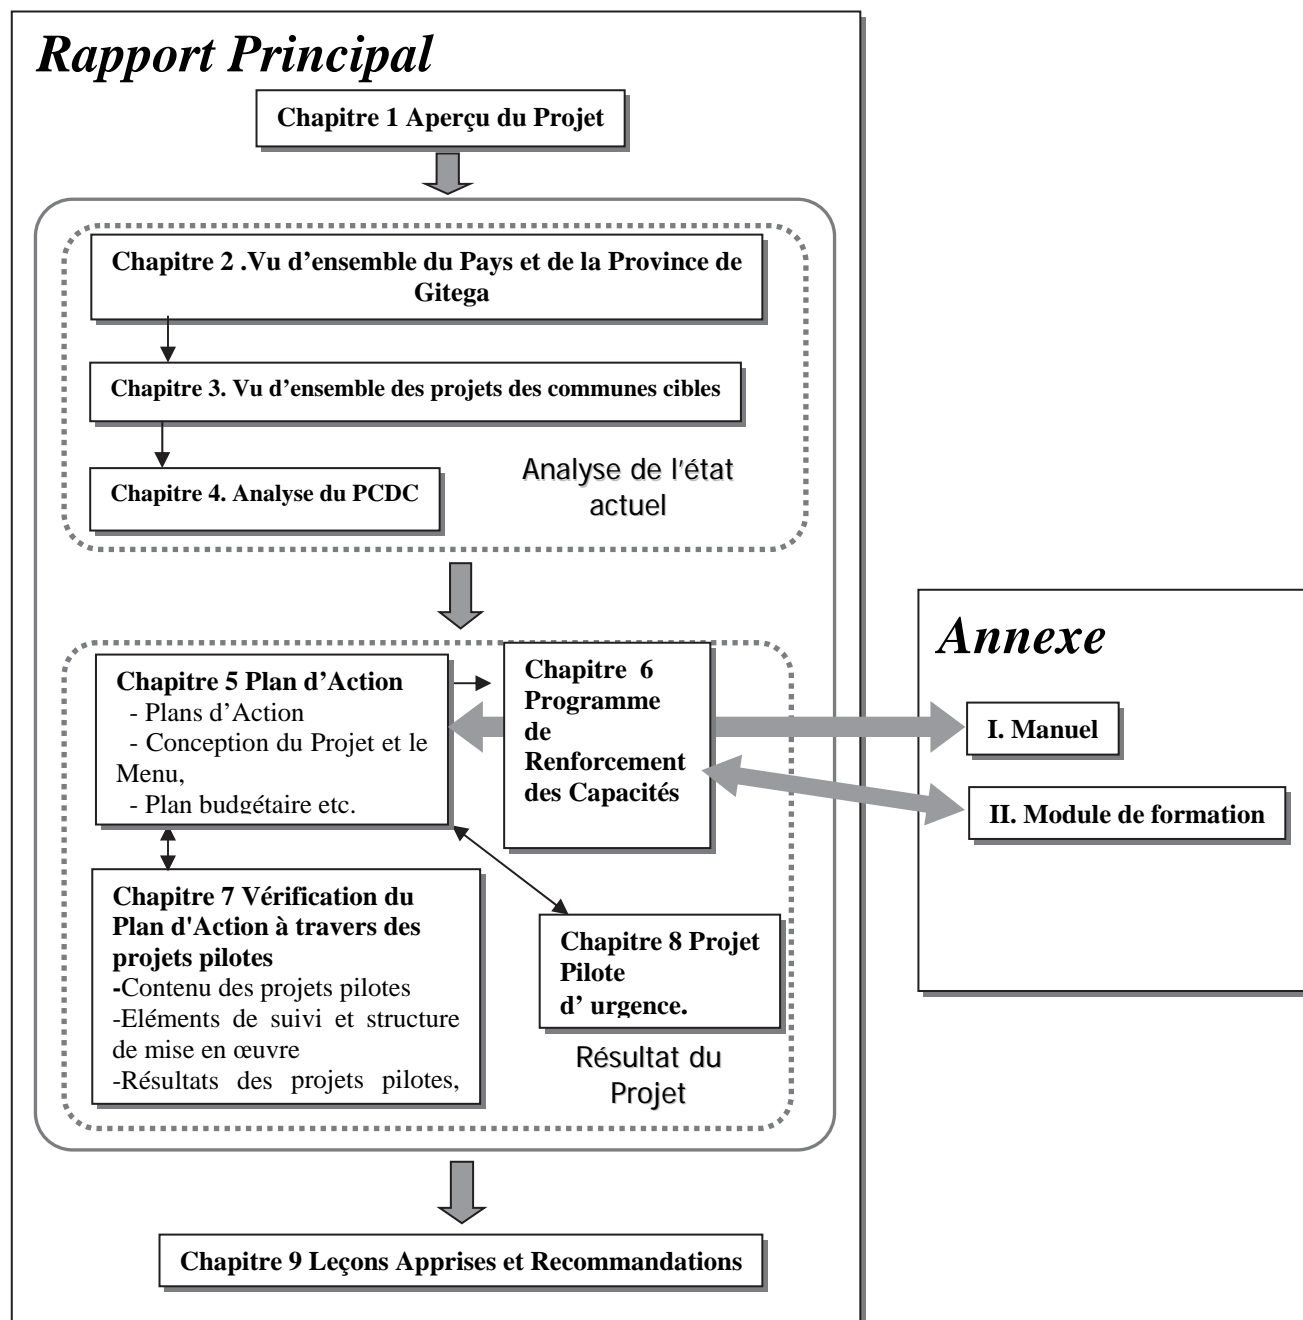 Rapport Principal
Chapitre 1 Aperçu du Projet
Chapitre 2 .Vu d'ensemble du Pays et de la Province de
Gitega
Chapitre 3. Vu d'ensemble des projets des communes cibles
Chapitre 4. Analyse du PCDC
Analyse de l'état
actuel
Chapitre 5 Plan d'Action
- Plans d'Action
- Conception du Projet et le
Menu,
- Plan budgétaire etc.
Chapitre 6
Programme
de
Renforcement
des Capacités
Chapitre 7 Vérification du
Plan d'Action à travers des
projets pilotes
-Contenu des projets pilotes
-Eléments de suivi et structure
de mise en œuvre
-Résultats des projets pilotes,
Chapitre 8 Projet
Pilote
d' urgence.
Résultat du
Projet
Chapitre 9 Leçons Apprises et Recommandations
Annexe
I. Manuel
II. Module de formation